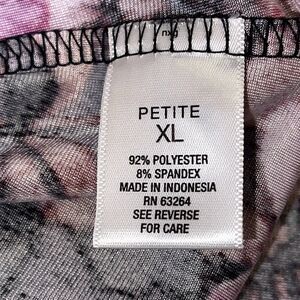 PETITE
XL
92% POLYESTER
8% SPANDEX
MADE IN INDONESIA
RN 63264
SEE REVERSE
FOR CARE